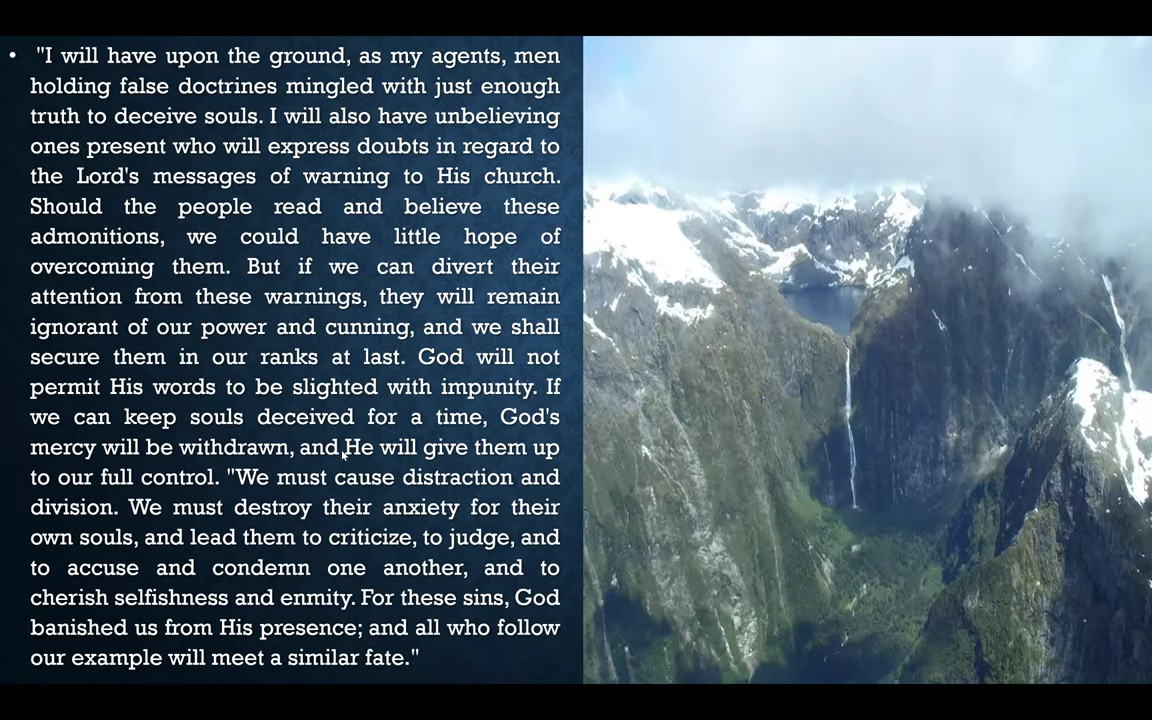 • "I will have upon the ground, as my agents, men
holding false doctrines mingled with just enough
truth to deceive souls. I will also have unbelieving
ones present who will express doubts in regard to
the Lord's messages of warning to His church.
Should the people read and believe these
admonitions, we could have little hope of
overcoming them. But if we can divert their
attention from these warnings, they will remain
ignorant of our power and cunning, and we shall
secure them in our ranks at last. God will not
permit His words to be slighted with impunity. If
we can keep souls deceived for a time, God's
mercy will be withdrawn, and He will give them up
to our full control. "We must cause distraction and
division. We must destroy their anxiety for their
own souls, and lead them to criticize, to judge, and
to accuse and condemn one another, and to
cherish selfishness and enmity. For these sins, God
banished us from His presence; and all who follow
our example will meet a similar fate."